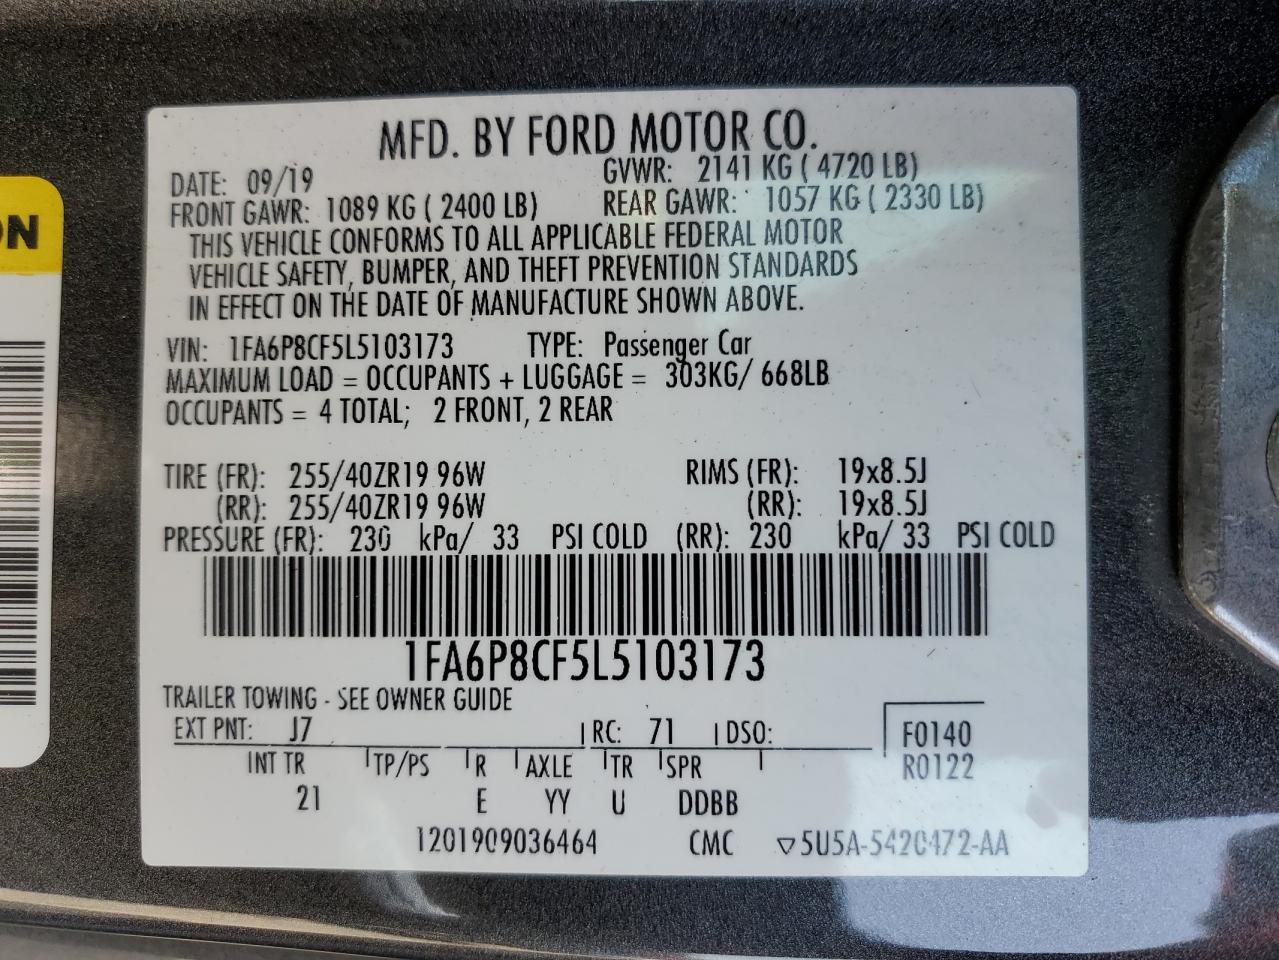 MFD. BY FORD MOTOR CO.
DATE: 09/19 GVWR: 2141 KG ( 4720 LB)
FRONT GAWR: 1089 KG ( 2400 LB) REAR GAWR: 1057 KG ( 2330 LB)
THIS VEHICLE CONFORMS TO ALL APPLICABLE FEDERAL MOTOR
VEHICLE SAFETY, BUMPER, AND THEFT PREVENTION STANDARDS
IN EFFECT ON THE DATE OF MANUFACTURE SHOWN ABOVE.
VIN: 1FA6P8CF5L5103173 TYPE: Passenger Car
MAXIMUM LOAD = OCCUPANTS + LUGGAGE = 303KG/ 668LB
OCCUPANTS = 4 TOTAL; 2 FRONT, 2 REAR
TIRE (FR): 255/40ZR19 96W RIMS (FR): 19x8.5J
(RR): 255/40ZR19 96W (RR): 19x8.5J
PRESSURE (FR): 230 kPa/ 33 PSI COLD (RR): 230 kPa/ 33 PSI COLD
1FA6P8CF5L5103173
TRAILER TOWING - SEE OWNER GUIDE
EXT PNT: J7 RC: 71 DSO: F0140
INT TR TP/PS R AXLE TR SPR R0122
21 E YY U DDBB
1201909036464 CMC ▽5U5A-5420472-AA
ON